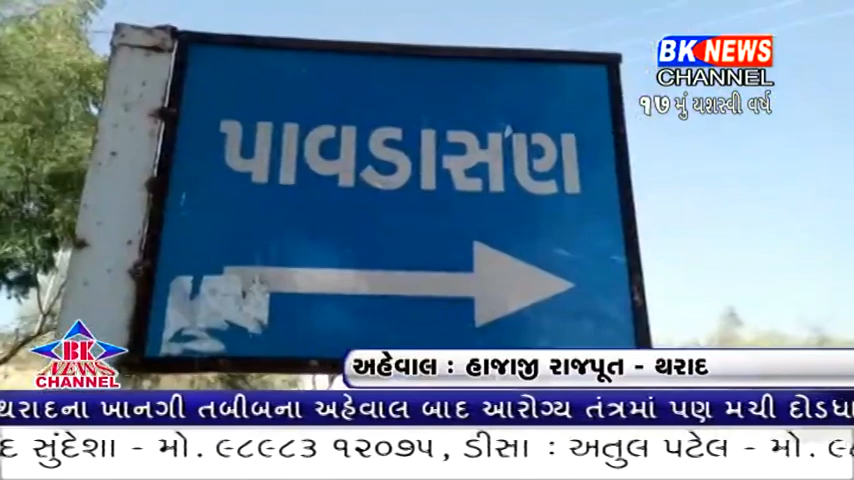 BK NEWS
CHANNEL
૧૭ મું યશસ્વી વર્ષ
પાવડાસણ
BK
NEWS
CHANNEL
અહેવાલ : હાજાજી રાજપૂત - થરાદ
થરાદના ખાનગી તબીબના અહેવાલ બાદ આરોગ્ય તંત્રમાં પણ મચી દોડધા
દ સુંદેશા - મો. ૯૮૯૮૩ ૧૨૦૭૫, ડીસા : અતુલ પટેલ - મો.